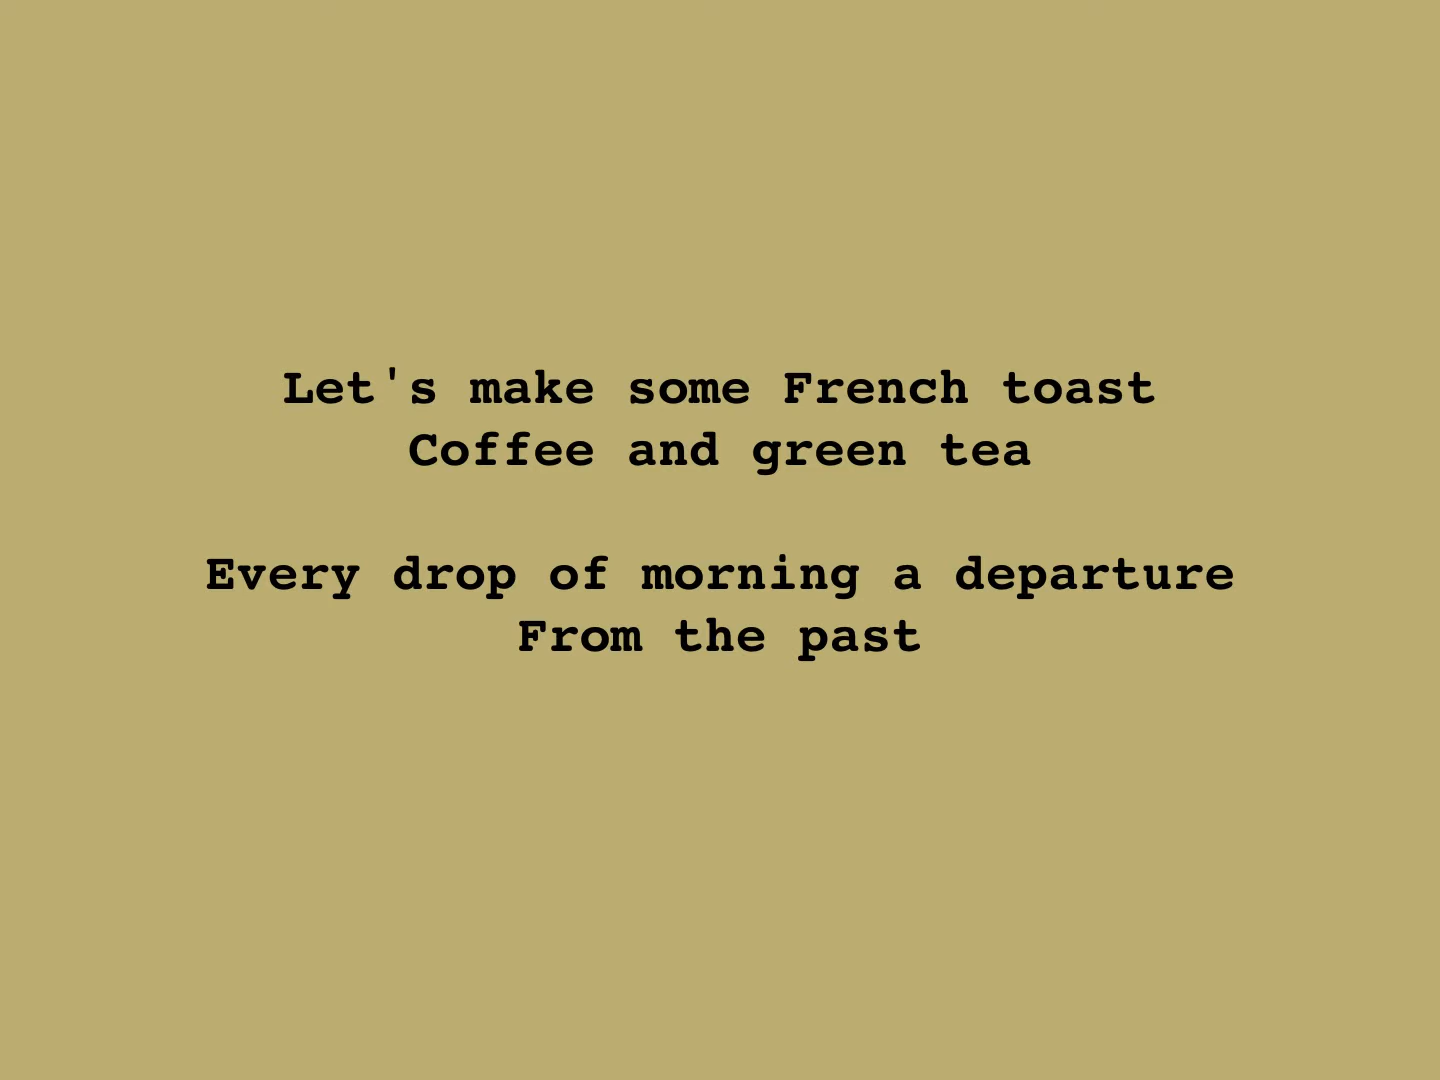 Let's make some French toast
Coffee and green tea
Every drop of morning a departure
From the past